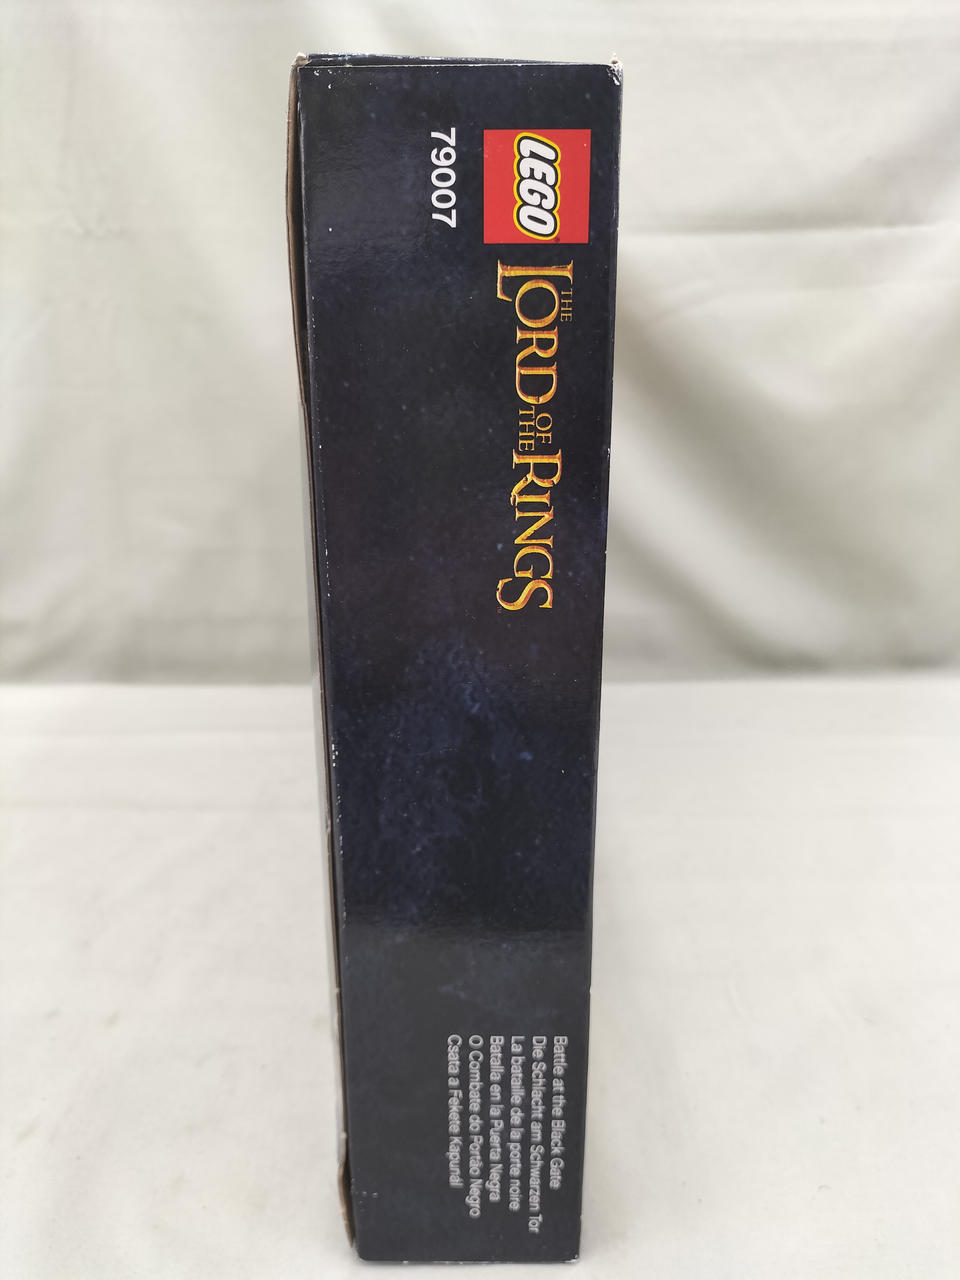 LEGO
THE
LORD OF THE RINGS
79007
Battle at the Black Gate
Die Schlacht am Schwarzen Tor
La bataille de la porte noire
Batalla en la Puerta Negra
O Combate do Portão Negro
Csata a Fekete Kapunál